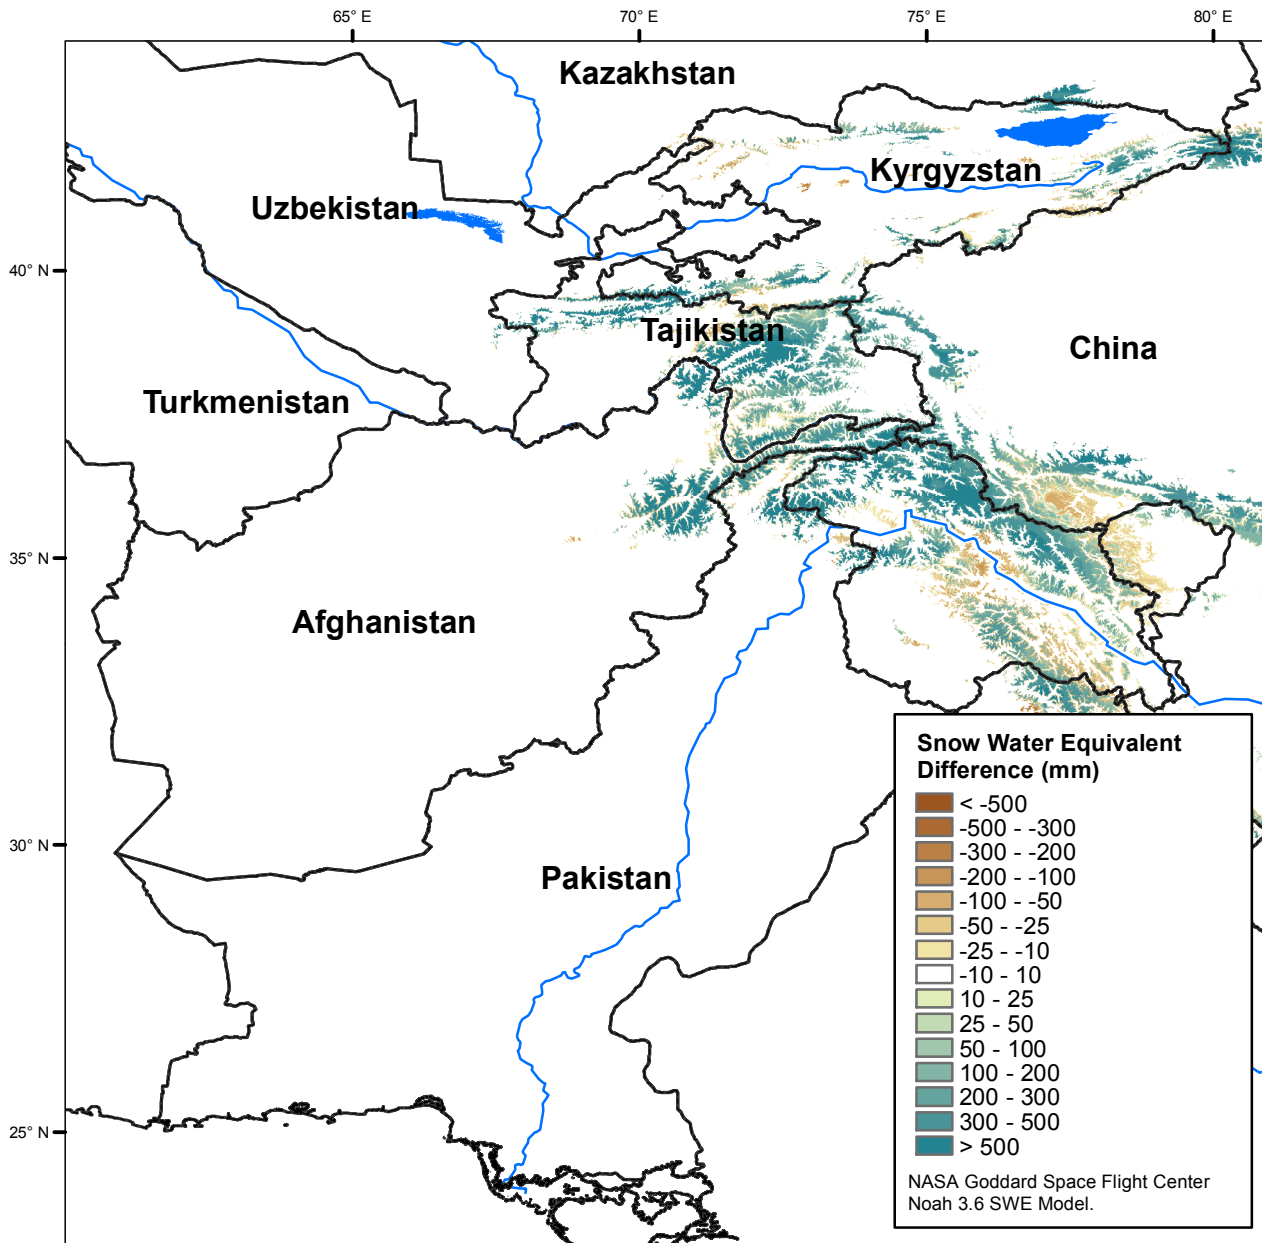 65° E
70° E
75° E
80° E
Kazakhstan
Kyrgyzstan
Uzbekistan
40° N
Tajikistan
China
Turkmenistan
35° N
Afghanistan
Snow Water Equivalent
Difference (mm)
< -500
-500 - -300
-300 - -200
-200 - -100
-100 - -50
-50 - -25
-25 - -10
-10 - 10
10 - 25
25 - 50
50 - 100
100 - 200
200 - 300
300 - 500
> 500
NASA Goddard Space Flight Center
Noah 3.6 SWE Model.
30° N
Pakistan
25° N